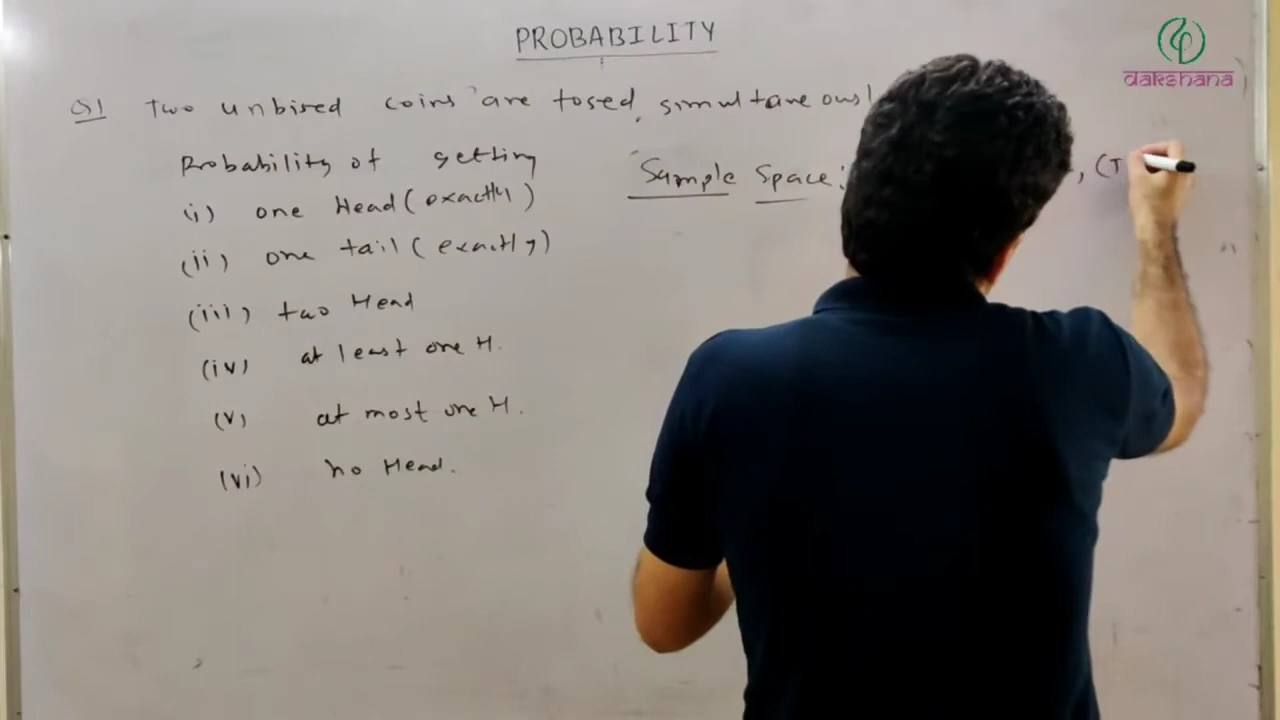 PROBABILITY
dakshana
Q1 Two unbised coins are tosed, simultaneousl
Probability of getting
Sample Space: , (T
(i) one Head (exactly)
(ii) one tail (exactly)
(iii) two Head
(iv) at least one H.
(v) at most one H.
(vi) no Head.